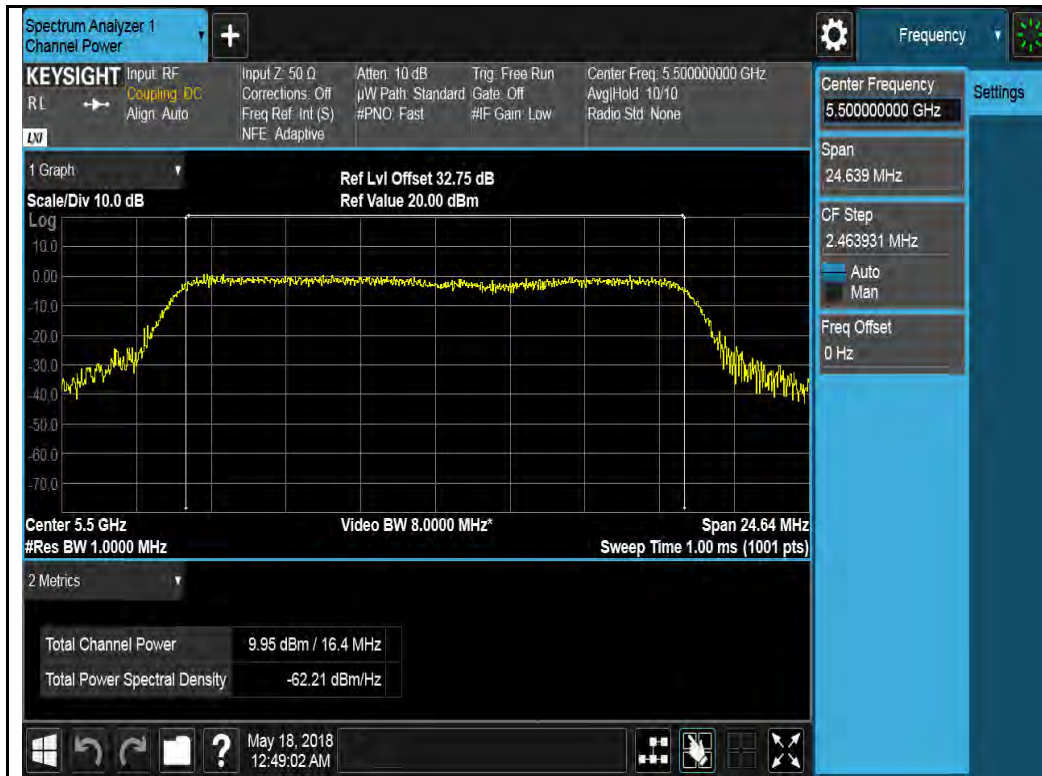 Spectrum Analyzer 1
Channel Power
+
Frequency
KEYSIGHT
RL
LXI
Input: RF
Coupling: DC
Align: Auto
Input Z: 50 Ω
Corrections: Off
Freq Ref: Int (S)
NFE: Adaptive
Atten: 10 dB
µW Path: Standard
#PNO: Fast
Trig: Free Run
Gate: Off
#IF Gain: Low
Center Freq: 5.500000000 GHz
Avg|Hold: 10/10
Radio Std: None
Center Frequency
5.500000000 GHz
Settings
Span
24.639 MHz
CF Step
2.463931 MHz
Auto
Man
Freq Offset
0 Hz
1 Graph
Scale/Div 10.0 dB
Ref Lvl Offset 32.75 dB
Ref Value 20.00 dBm
Log
10.0
0.00
-10.0
-20.0
-30.0
-40.0
-50.0
-60.0
-70.0
Center 5.5 GHz
#Res BW 1.0000 MHz
Video BW 8.0000 MHz*
Span 24.64 MHz
Sweep Time 1.00 ms (1001 pts)
2 Metrics
Total Channel Power 9.95 dBm / 16.4 MHz
Total Power Spectral Density -62.21 dBm/Hz
?
May 18, 2018
12:49:02 AM